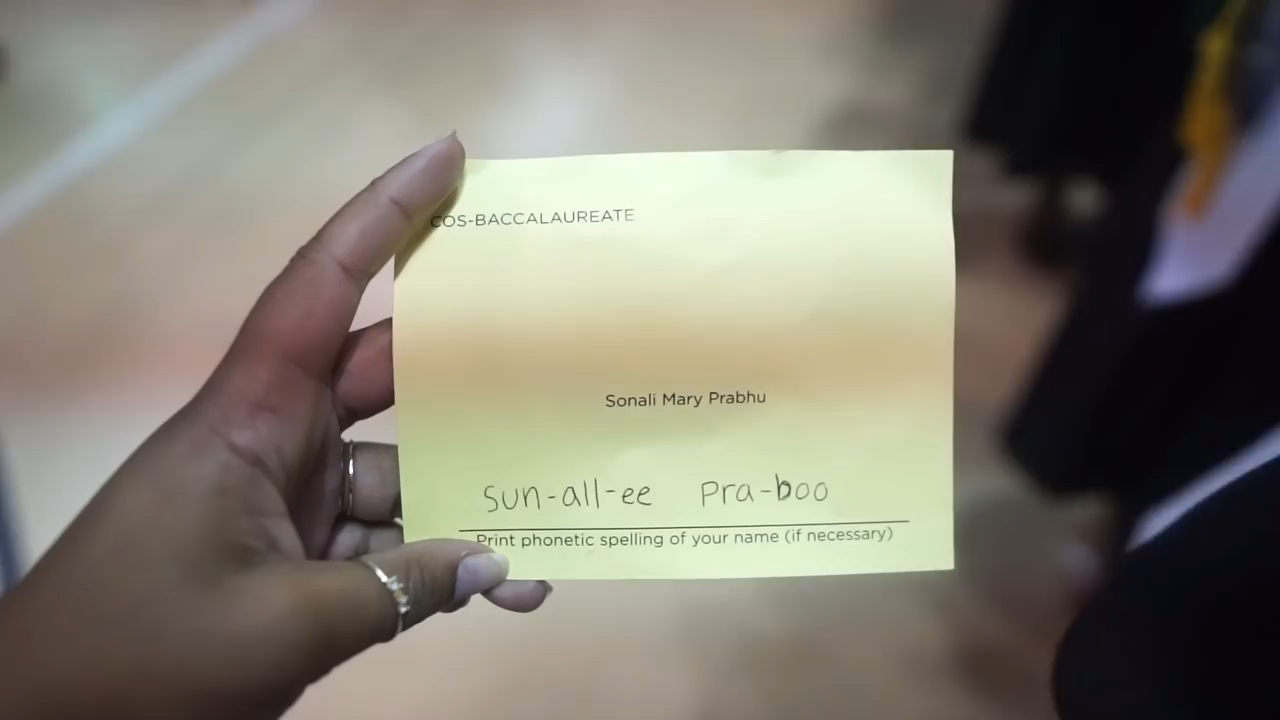 COS-BACCALAUREATE
Sonali Mary Prabhu
Sun-all-ee Pra-boo
Print phonetic spelling of your name (if necessary)